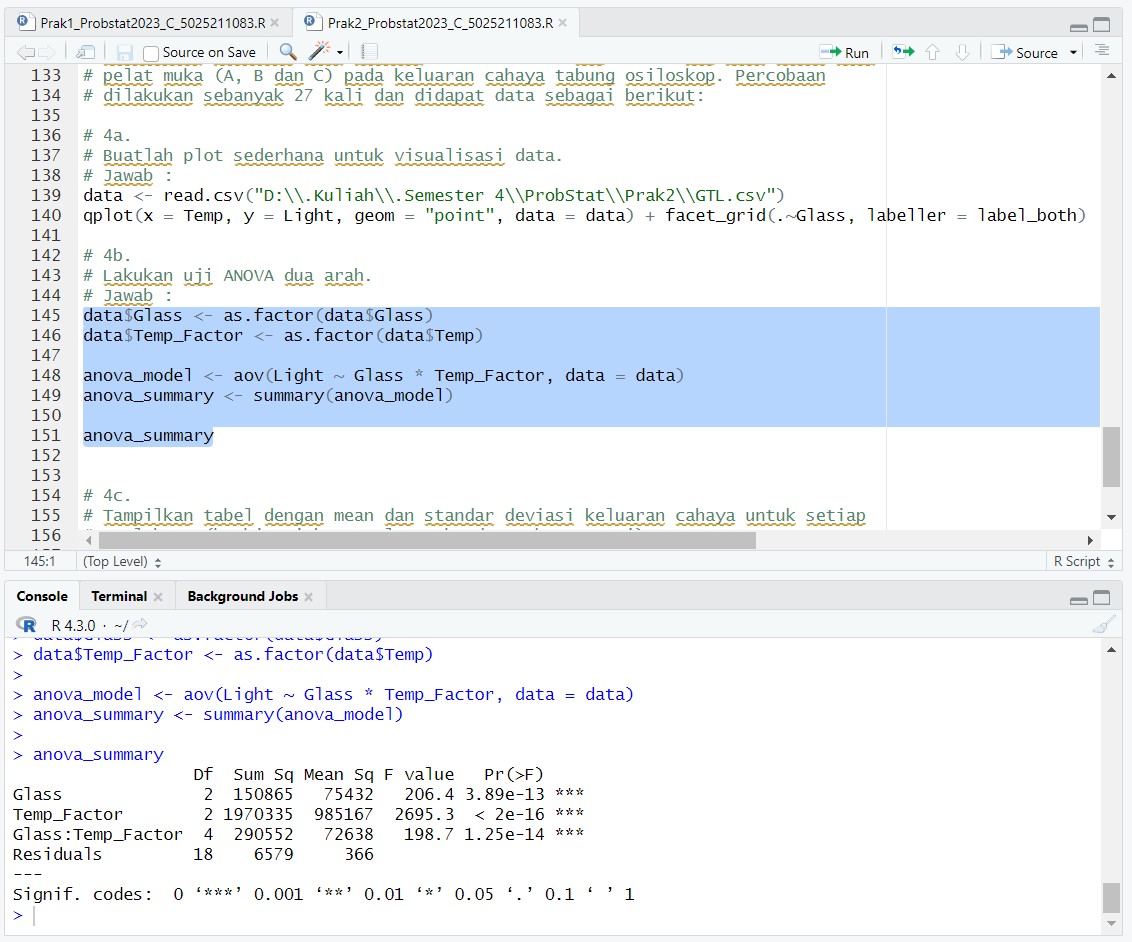 Prak1_Probstat2023_C_5025211083.R
Prak2_Probstat2023_C_5025211083.R
Source on Save
Run
Source
133 # pelat muka (A, B dan C) pada keluaran cahaya tabung osiloskop. Percobaan
134 # dilakukan sebanyak 27 kali dan didapat data sebagai berikut:
135
136 # 4a.
137 # Buatlah plot sederhana untuk visualisasi data.
138 # Jawab :
139 data <- read.csv("D:\\.Kuliah\\.Semester 4\\ProbStat\\Prak2\\GTL.csv")
140 qplot(x = Temp, y = Light, geom = "point", data = data) + facet_grid(.~Glass, labeller = label_both)
141
142 # 4b.
143 # Lakukan uji ANOVA dua arah.
144 # Jawab :
145 data$Glass <- as.factor(data$Glass)
146 data$Temp_Factor <- as.factor(data$Temp)
147
148 anova_model <- aov(Light ~ Glass * Temp_Factor, data = data)
149 anova_summary <- summary(anova_model)
150
151 anova_summary
152
153
154 # 4c.
155 # Tampilkan tabel dengan mean dan standar deviasi keluaran cahaya untuk setiap
156
145:1 (Top Level) R Script
Console Terminal Background Jobs
R 4.3.0 · ~/
> data$Glass <- as.factor(data$Glass)
> data$Temp_Factor <- as.factor(data$Temp)
>
> anova_model <- aov(Light ~ Glass * Temp_Factor, data = data)
> anova_summary <- summary(anova_model)
>
> anova_summary
Df Sum Sq Mean Sq F value Pr(>F)
Glass 2 150865 75432 206.4 3.89e-13 ***
Temp_Factor 2 1970335 985167 2695.3 < 2e-16 ***
Glass:Temp_Factor 4 290552 72638 198.7 1.25e-14 ***
Residuals 18 6579 366
---
Signif. codes: 0 ‘***’ 0.001 ‘**’ 0.01 ‘*’ 0.05 ‘.’ 0.1 ‘ ’ 1
>